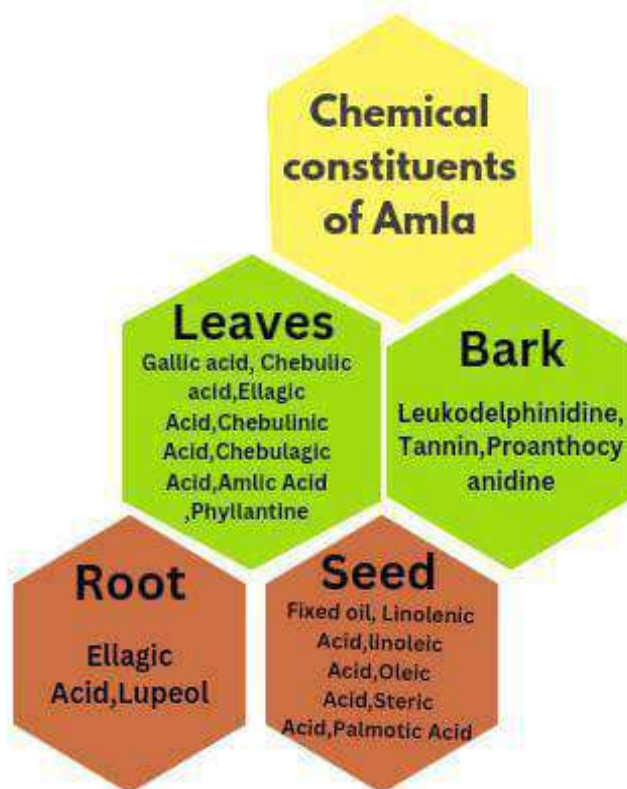 Chemical
constituents
of Amla
Leaves
Gallic acid, Chebulic
acid,Ellagic
Acid,Chebulinic
Acid,Chebulagic
Acid,Amlic Acid
,Phyllantine
Bark
Leukodelphinidine,
Tannin,Proanthocy
anidine
Root
Ellagic
Acid,Lupeol
Seed
Fixed oil, Linolenic
Acid,linoleic
Acid,Oleic
Acid,Steric
Acid,Palmotic Acid